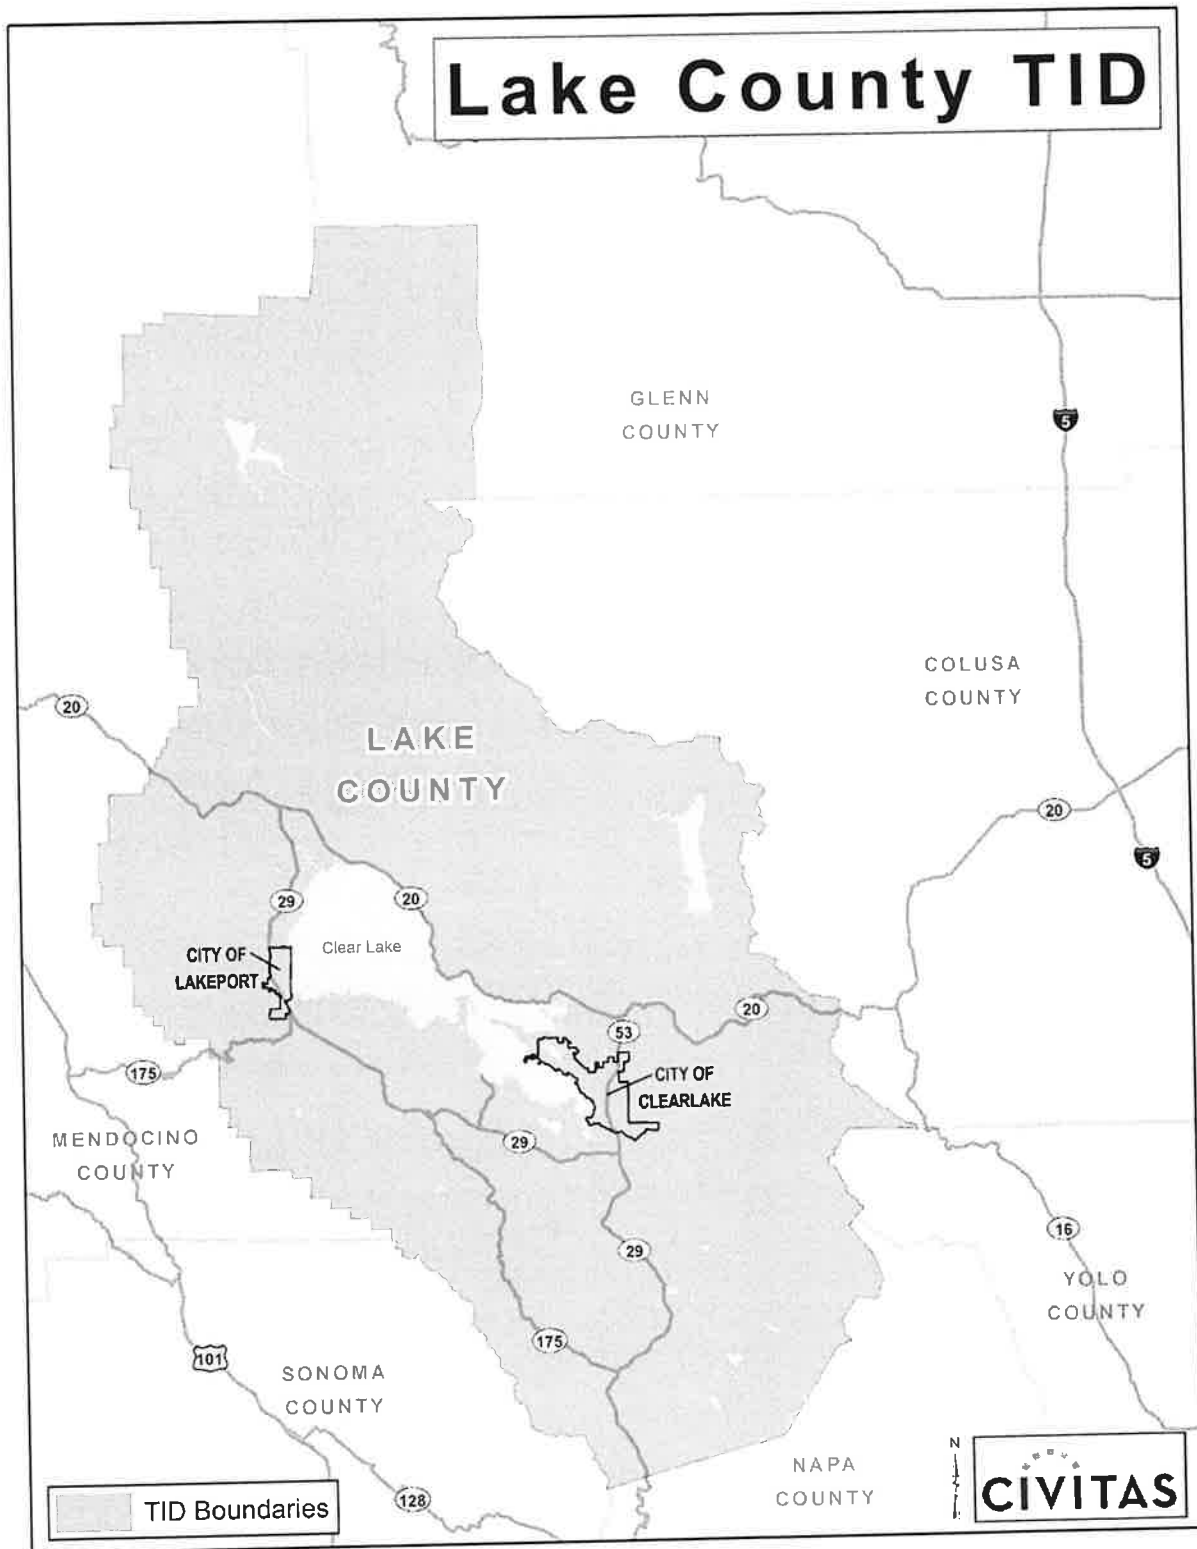 Lake County TID
GLENN
COUNTY
5
COLUSA
COUNTY
20
LAKE
COUNTY
20
5
29
20
Clear Lake
CITY OF
LAKEPORT
20
53
175
CITY OF
CLEARLAKE
MENDOCINO
COUNTY
29
16
29
YOLO
COUNTY
175
101
SONOMA
COUNTY
N
NAPA
COUNTY
CIVITAS
128
TID Boundaries